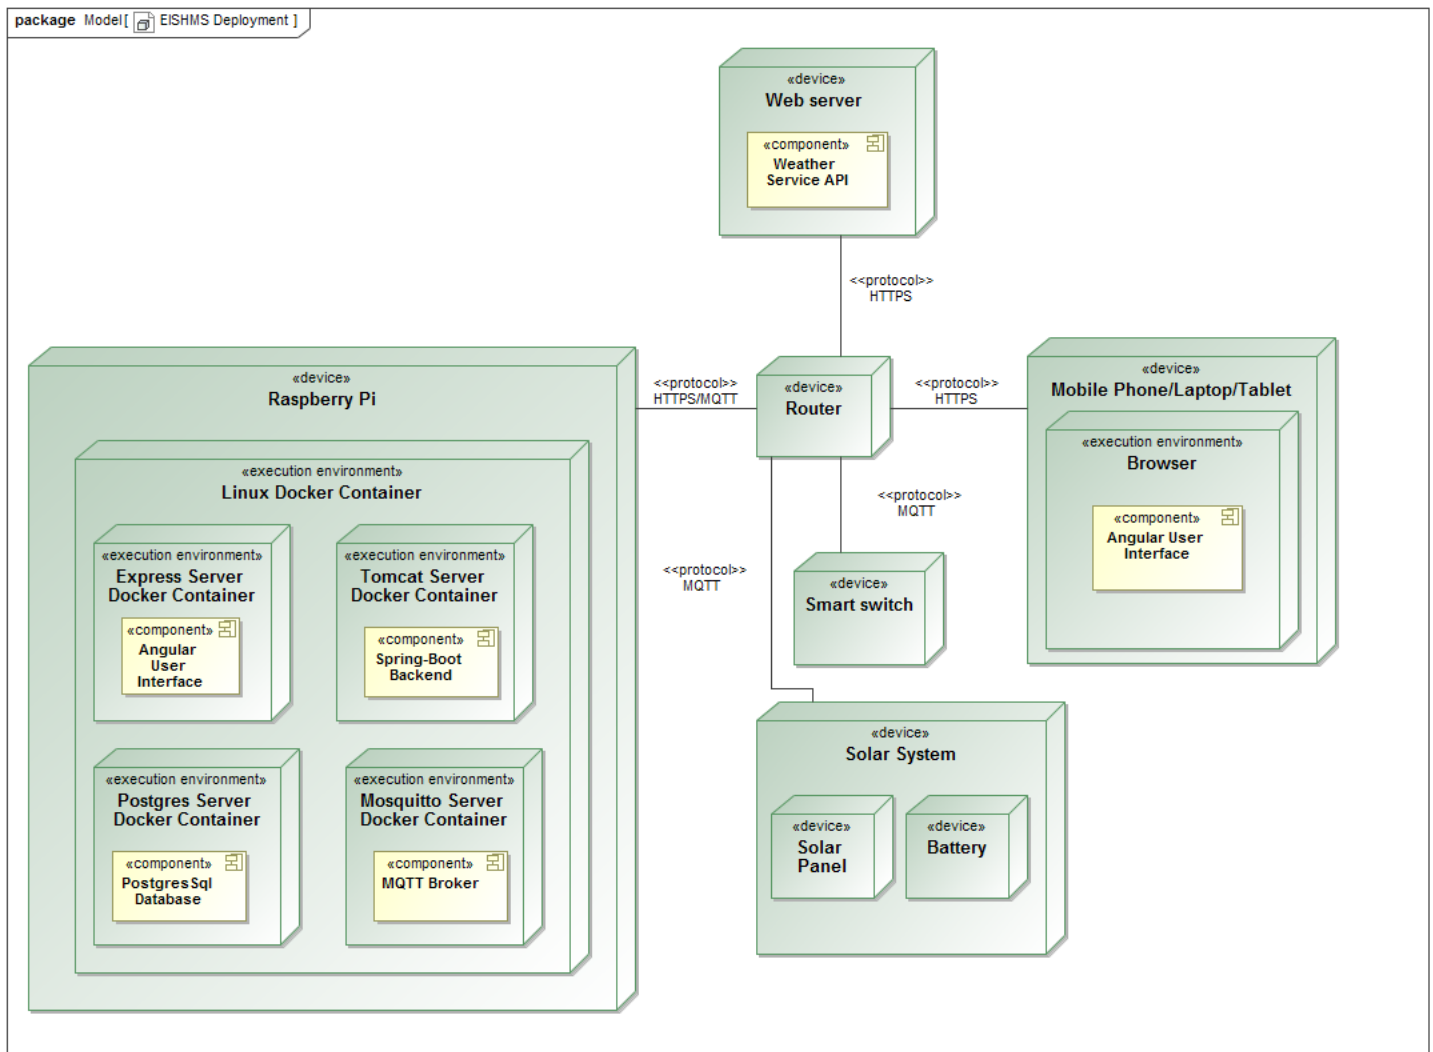 package Model [ EISHMS Deployment ]
«device»
Web server
«component»
Weather
Service API
<<protocol>>
HTTPS
«device»
Raspberry Pi
<<protocol>>
HTTPS/MQTT
«device»
Router
<<protocol>>
HTTPS
«device»
Mobile Phone/Laptop/Tablet
«execution environment»
Browser
«component»
Angular User
Interface
«execution environment»
Linux Docker Container
«execution environment»
Express Server
Docker Container
«component»
Angular
User
Interface
«execution environment»
Tomcat Server
Docker Container
«component»
Spring-Boot
Backend
<<protocol>>
MQTT
<<protocol>>
MQTT
«device»
Smart switch
«execution environment»
Postgres Server
Docker Container
«component»
PostgresSql
Database
«execution environment»
Mosquitto Server
Docker Container
«component»
MQTT Broker
«device»
Solar System
«device»
Solar
Panel
«device»
Battery